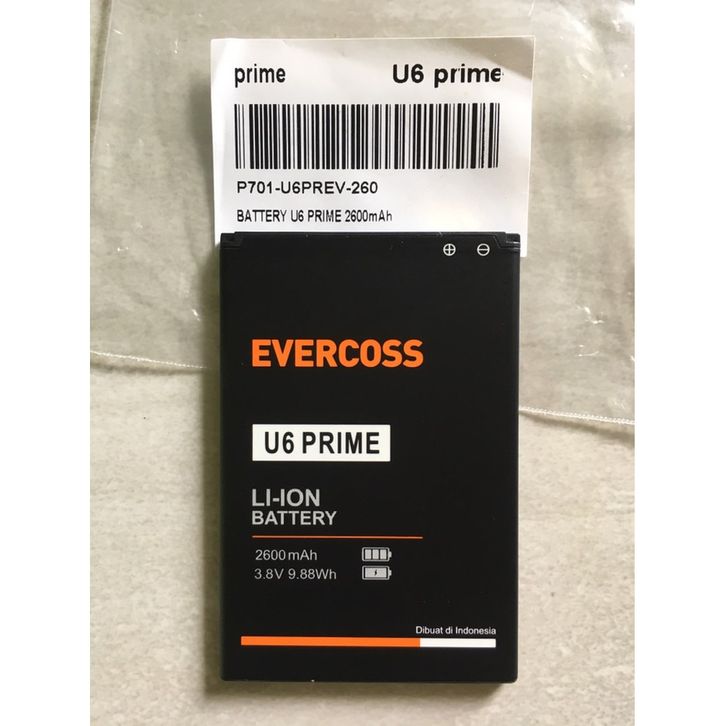 prime U6 prime
P701-U6PREV-260
BATTERY U6 PRIME 2600mAh
EVERCOSS
U6 PRIME
LI-ION
BATTERY
2600 mAh
3.8V 9.88Wh
Dibuat di Indonesia